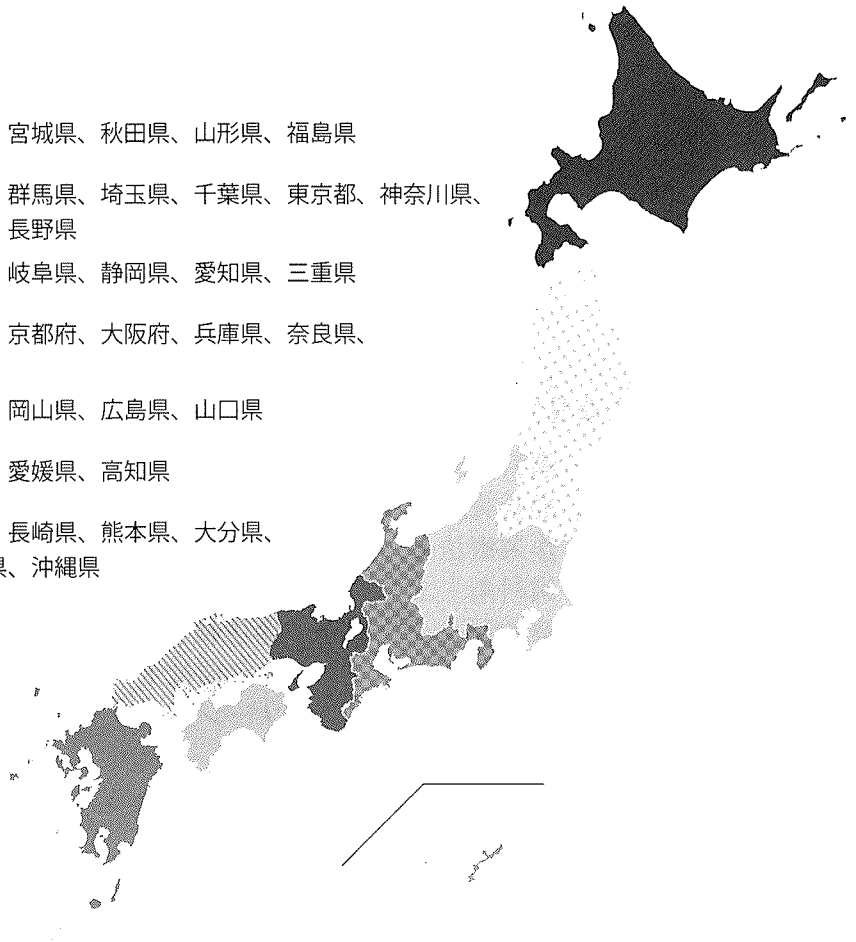 宮城県、秋田県、山形県、福島県
群馬県、埼玉県、千葉県、東京都、神奈川県、
長野県
岐阜県、静岡県、愛知県、三重県
京都府、大阪府、兵庫県、奈良県、
岡山県、広島県、山口県
愛媛県、高知県
長崎県、熊本県、大分県、
県、沖縄県